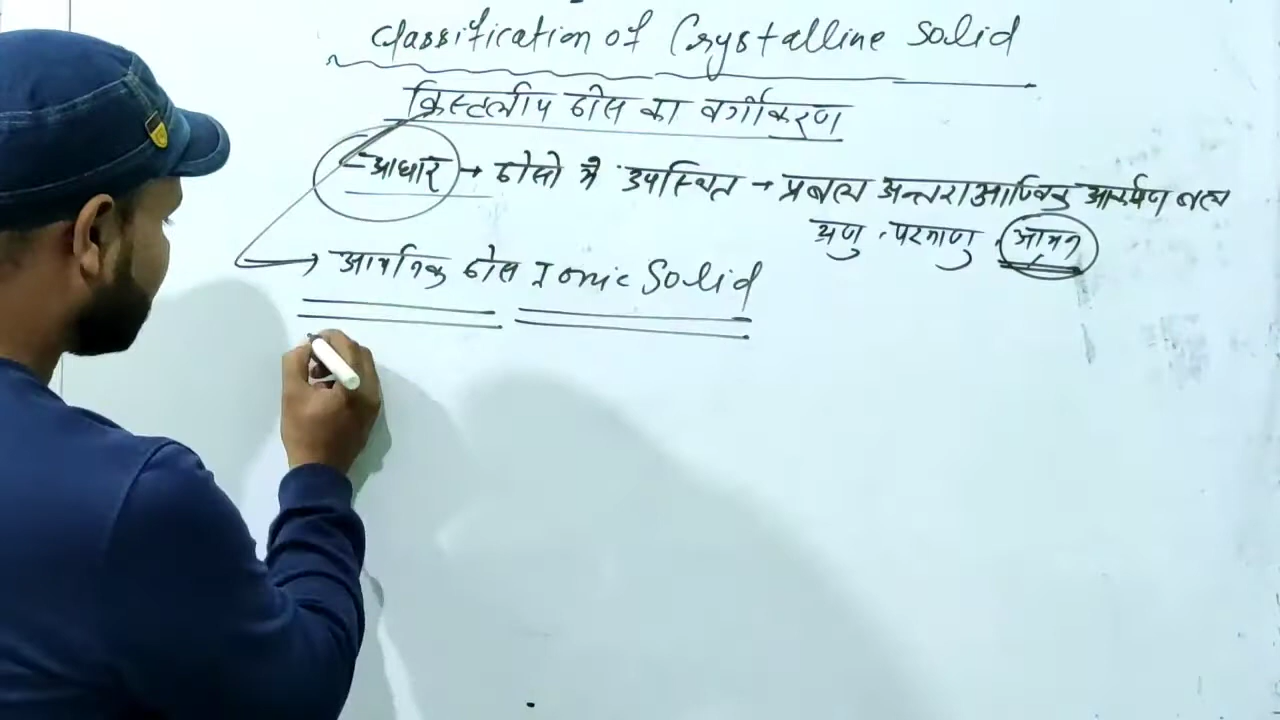 Classification of Crystalline Solid
क्रिस्टलीय ठोस का वर्गीकरण
आधार → ठोसो मे उपस्थित → प्रबल अन्तराआण्विक आकर्षण बल
अणु, परमाणु, आयन
→ आयनिक ठोस Ionic Solid